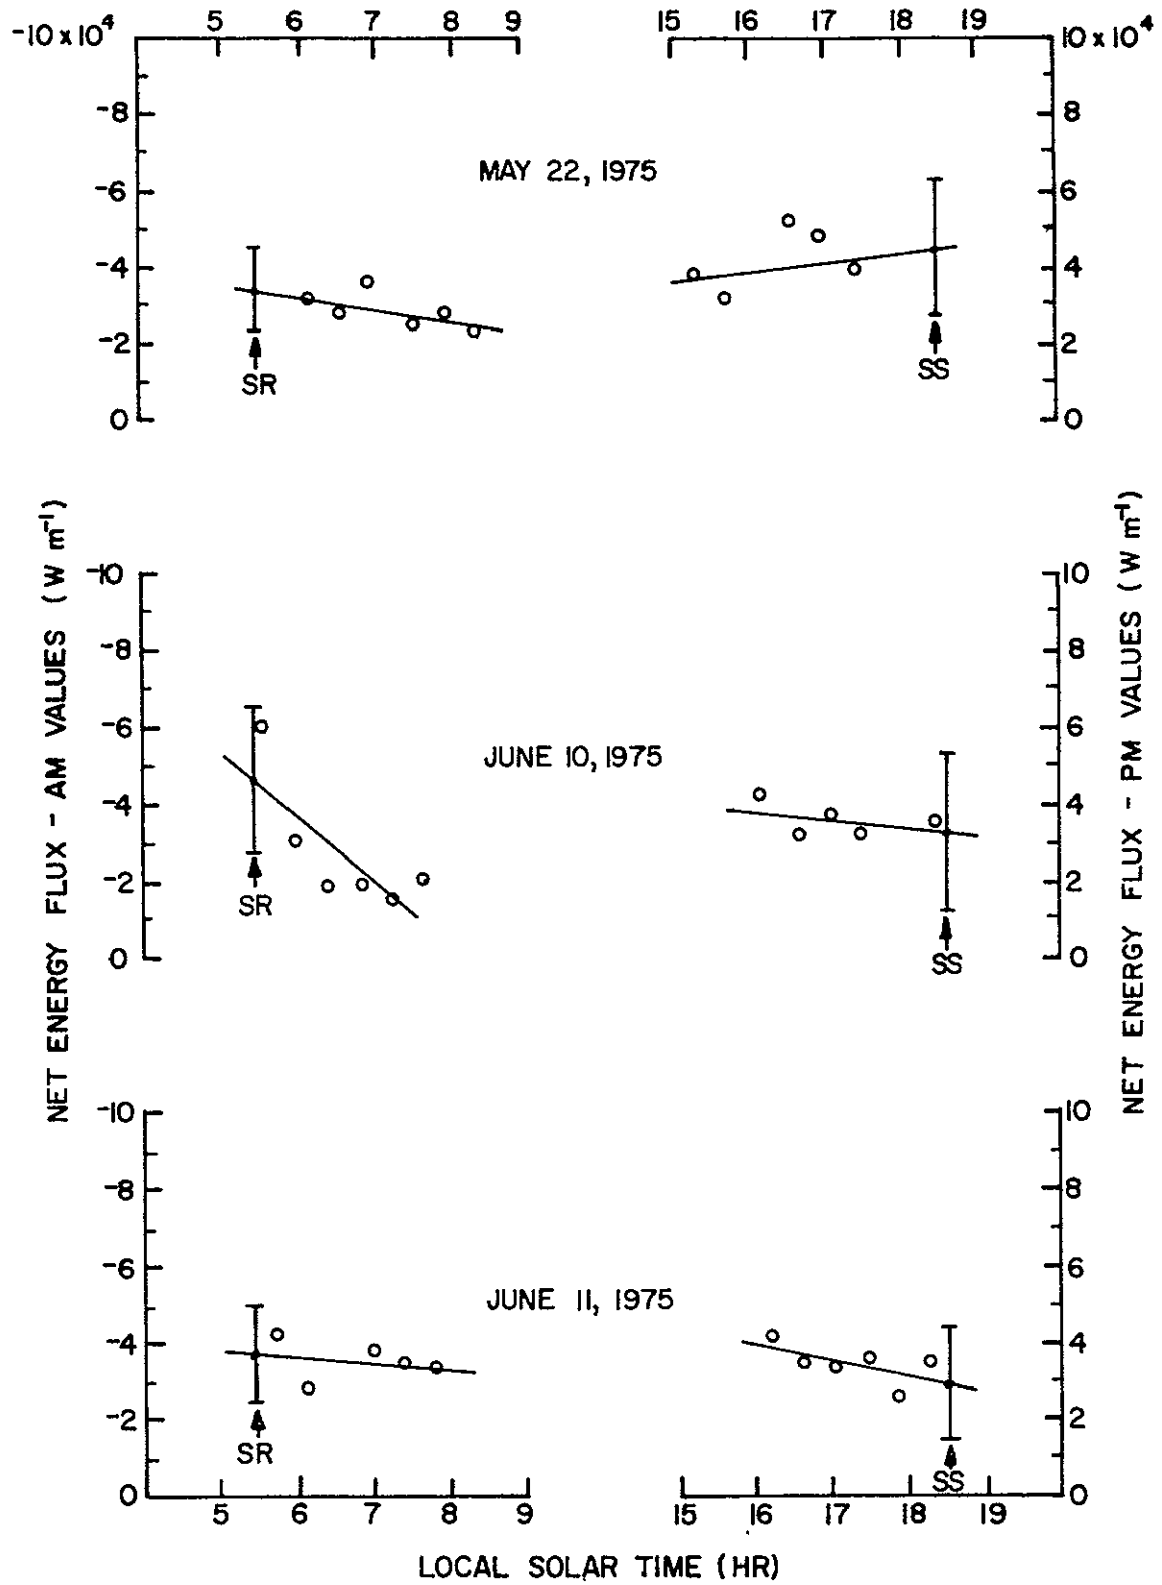 5 6 7 8 9 15 16 17 18 19
-10 x 10⁴ 10 x 10⁴
-8 8
MAY 22, 1975
-6 6
-4 4
-2 2
SR SS
0 0
NET ENERGY FLUX - AM VALUES (W m⁻¹)
NET ENERGY FLUX - PM VALUES (W m⁻¹)
-10 10
-8 8
-6 6
JUNE 10, 1975
-4 4
-2 2
SR SS
0 0
-10 10
-8 8
-6 6
JUNE 11, 1975
-4 4
-2 2
SR SS
0 0
5 6 7 8 9 15 16 17 18 19
LOCAL SOLAR TIME (HR)